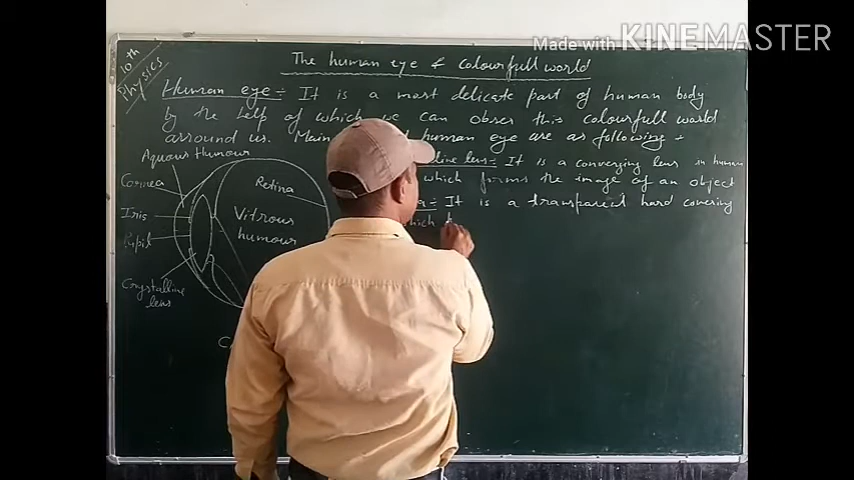 Made with KINEMASTER
10th
Physics
The human eye & colourfull world
Human eye :- It is a most delicate part of human body
by the help of which we can obser this colourfull world
arround us. Main human eye are as following :-
Aquous Humour
Cornea
Iris
Pupil
Crystalline
lens
Retina
Vitrous
humour
line lens :- It is a converging lens in human
which forms the image of an object
a :- It is a transparent hard covering
which